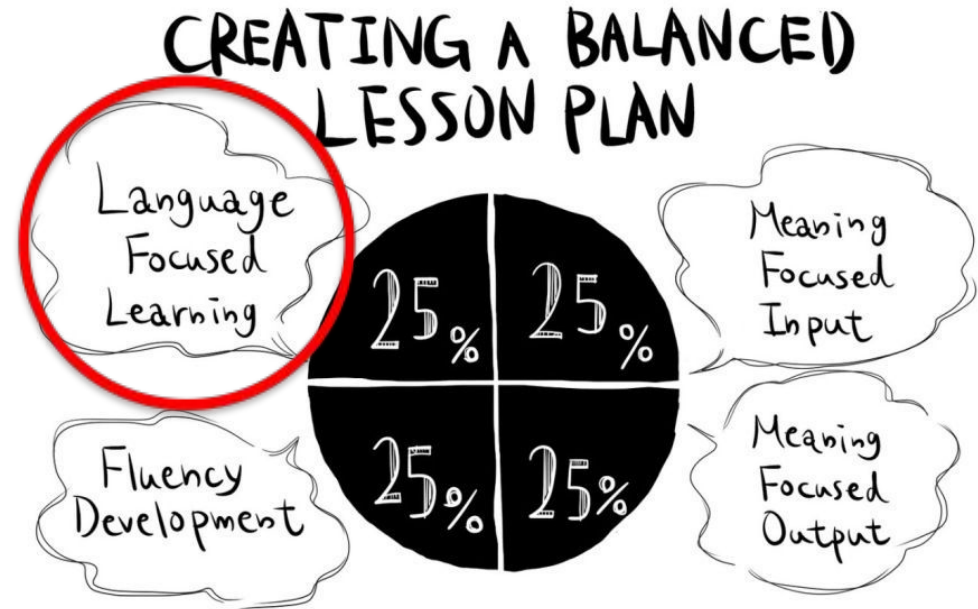 CREATING A BALANCED
LESSON PLAN
Language
Focused
Learning
25%
25%
Meaning
Focused
Input
Fluency
Development
25%
25%
Meaning
Focused
Output